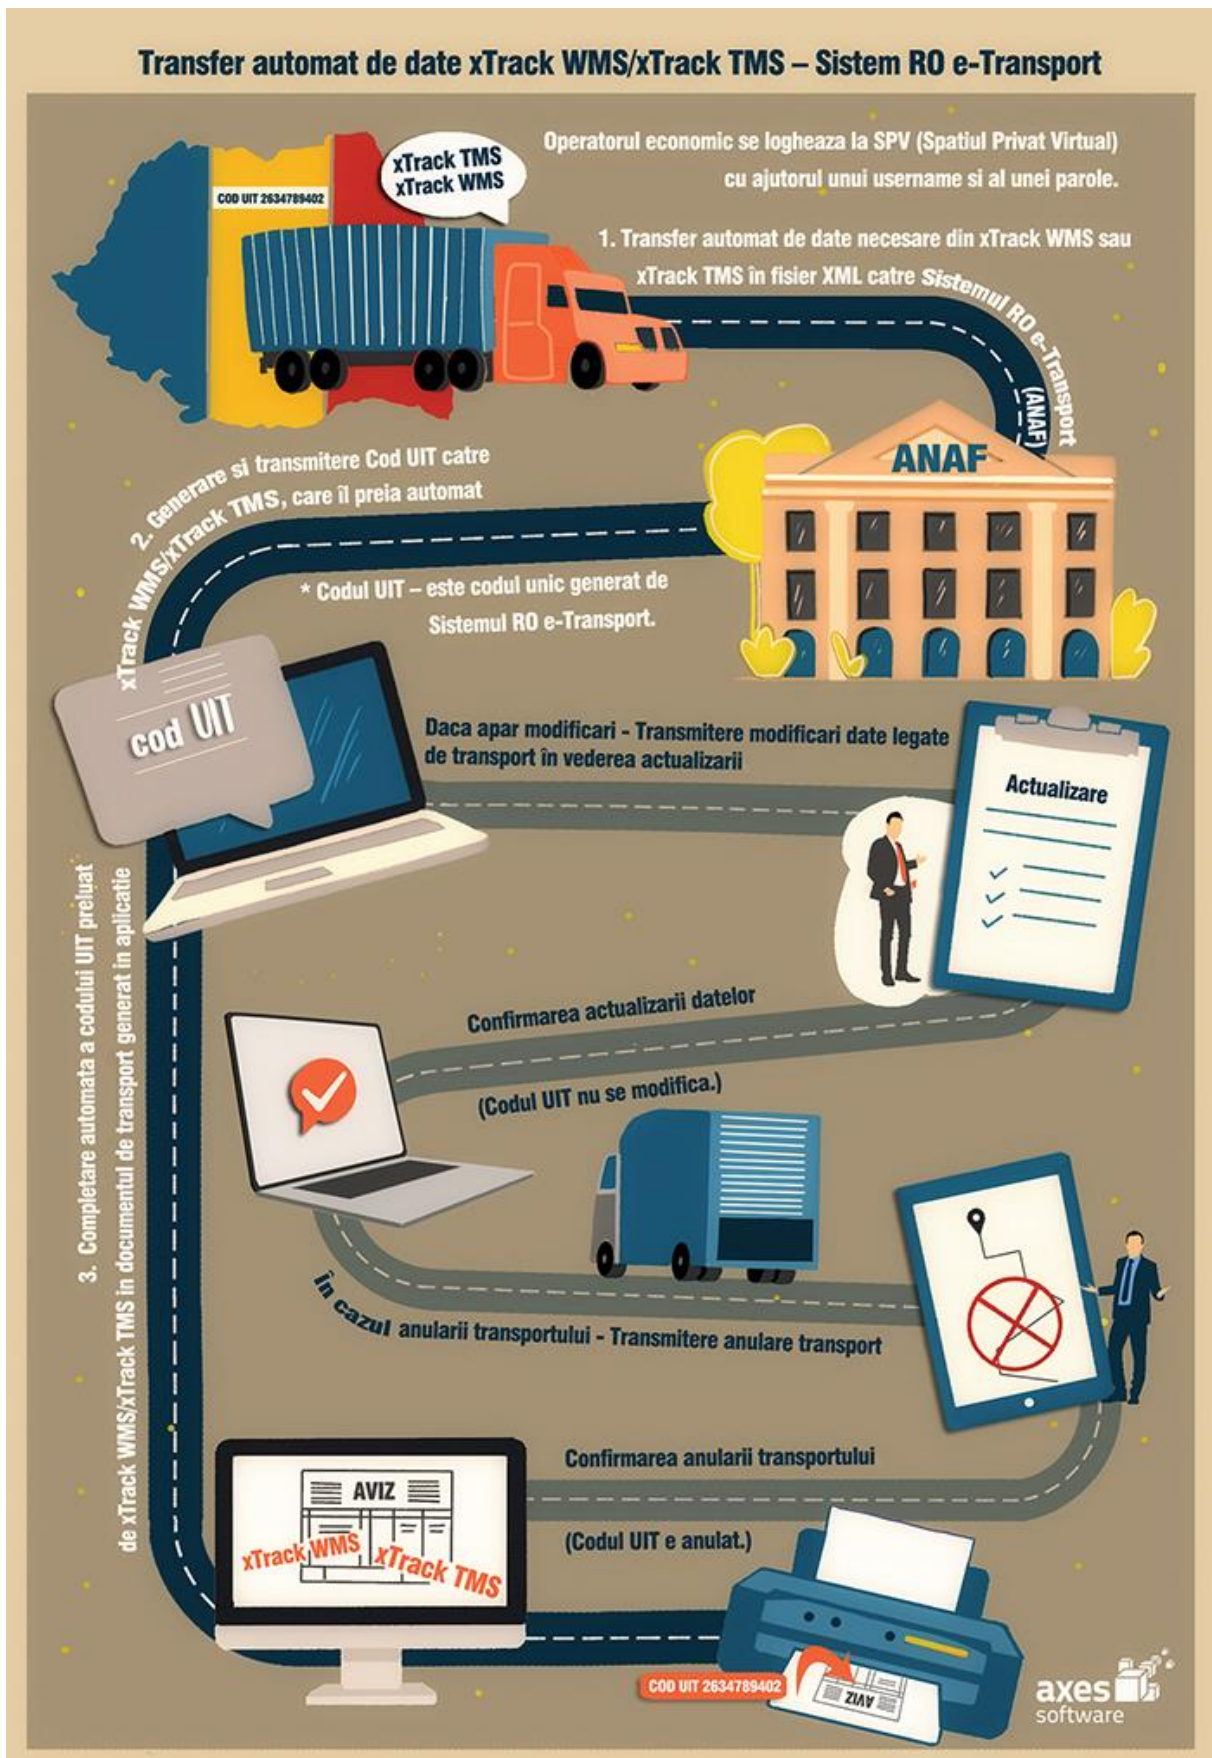 Transfer automat de date xTrack WMS/xTrack TMS – Sistem RO e-Transport
xTrack TMS
xTrack WMS
COD UIT 2634789402
Operatorul economic se logheaza la SPV (Spatiul Privat Virtual)
cu ajutorul unui username si al unei parole.
1. Transfer automat de date necesare din xTrack WMS sau
xTrack TMS în fisier XML catre Sistemul RO e-Transport
(ANAF)
ANAF
2. Generare si transmitere Cod UIT catre
xTrack WMS/xTrack TMS, care îl preia automat
* Codul UIT – este codul unic generat de
Sistemul RO e-Transport.
cod UIT
Daca apar modificari - Transmitere modificari date legate
de transport în vederea actualizarii
Actualizare
3. Completare automata a codului UIT preluat
de xTrack WMS/xTrack TMS in documentul de transport generat in aplicatie
Confirmarea actualizarii datelor
(Codul UIT nu se modifica.)
În cazul anularii transportului - Transmitere anulare transport
Confirmarea anularii transportului
(Codul UIT e anulat.)
AVIZ
xTrack WMS xTrack TMS
COD UIT 2634789402
AVIZ
axes
software